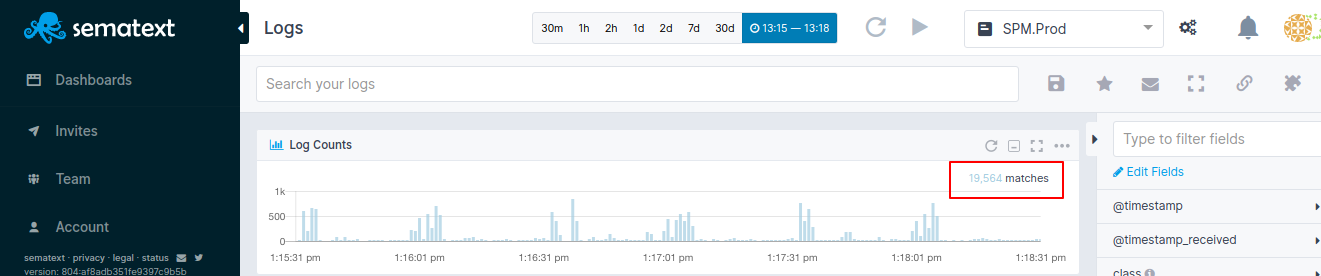 sematext
Logs
30m 1h 2h 1d 2d 7d 30d 13:15 — 13:18
SPM.Prod
Dashboards
Invites
Team
Account
sematext · privacy · legal · status
version: 804:af8adb351fe9397c9b5b
Search your logs
Log Counts
19,564 matches
1k
500
0
1:15:31 pm 1:16:01 pm 1:16:31 pm 1:17:01 pm 1:17:31 pm 1:18:01 pm 1:18:31 pm
Type to filter fields
Edit Fields
@timestamp
@timestamp_received
class